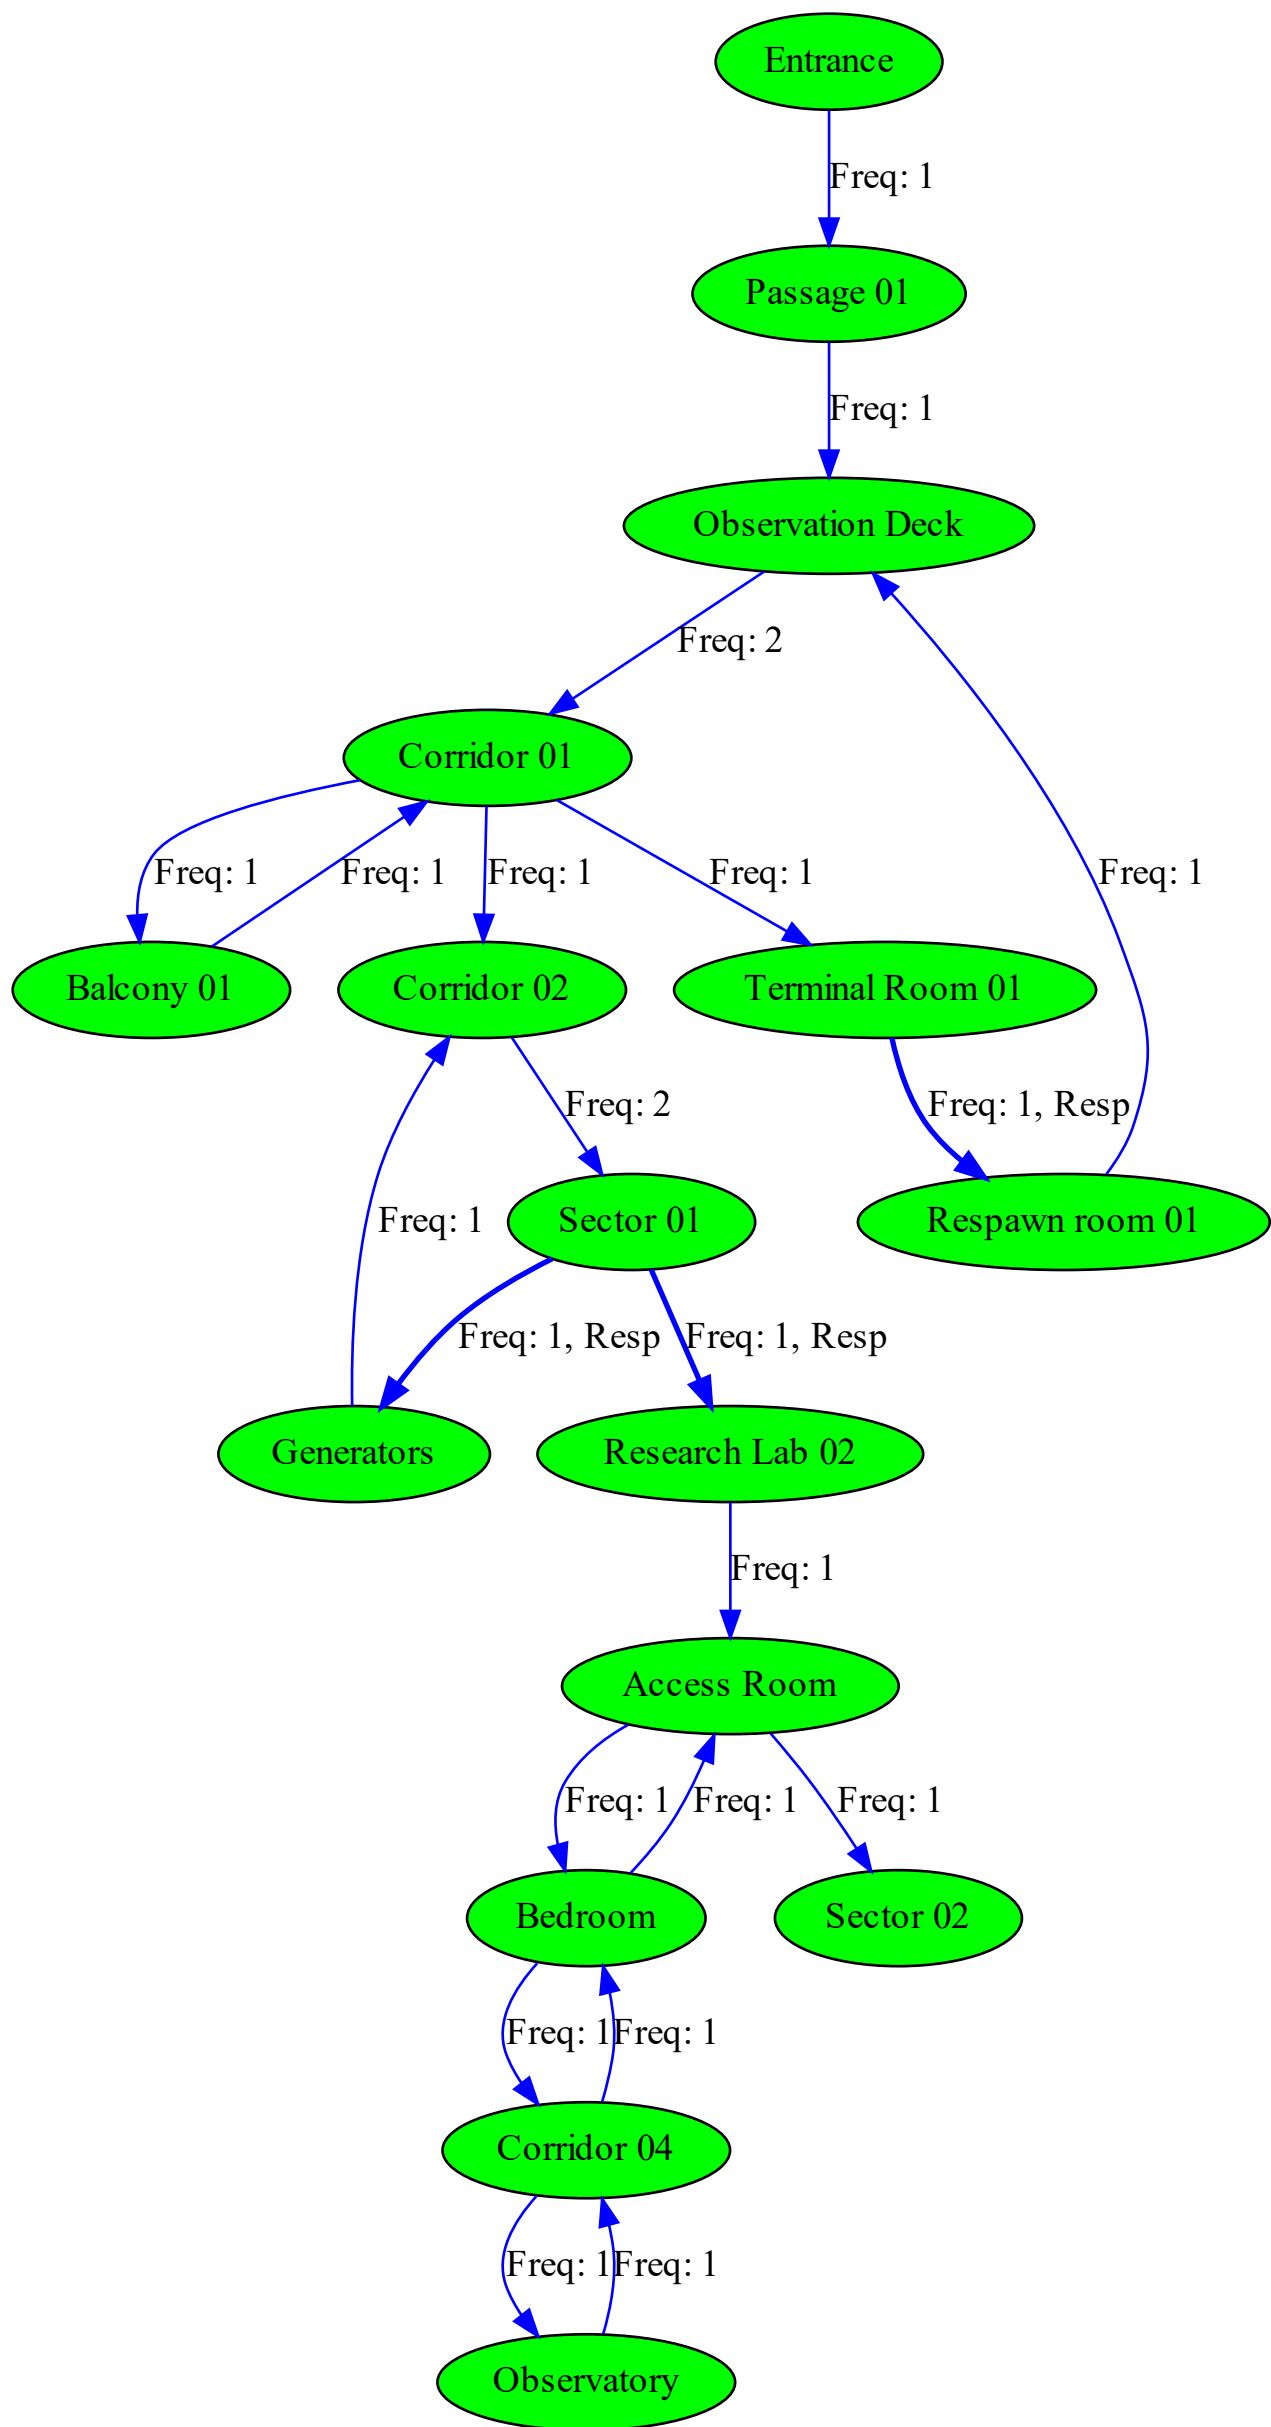 Entrance
Freq: 1
Passage 01
Freq: 1
Observation Deck
Freq: 2
Corridor 01
Freq: 1
Freq: 1
Freq: 1
Freq: 1
Freq: 1
Balcony 01
Corridor 02
Terminal Room 01
Freq: 2
Freq: 1, Resp
Freq: 1
Sector 01
Respawn room 01
Freq: 1, Resp
Freq: 1, Resp
Generators
Research Lab 02
Freq: 1
Access Room
Freq: 1
Freq: 1
Freq: 1
Bedroom
Sector 02
Freq: 1
Freq: 1
Corridor 04
Freq: 1
Freq: 1
Observatory